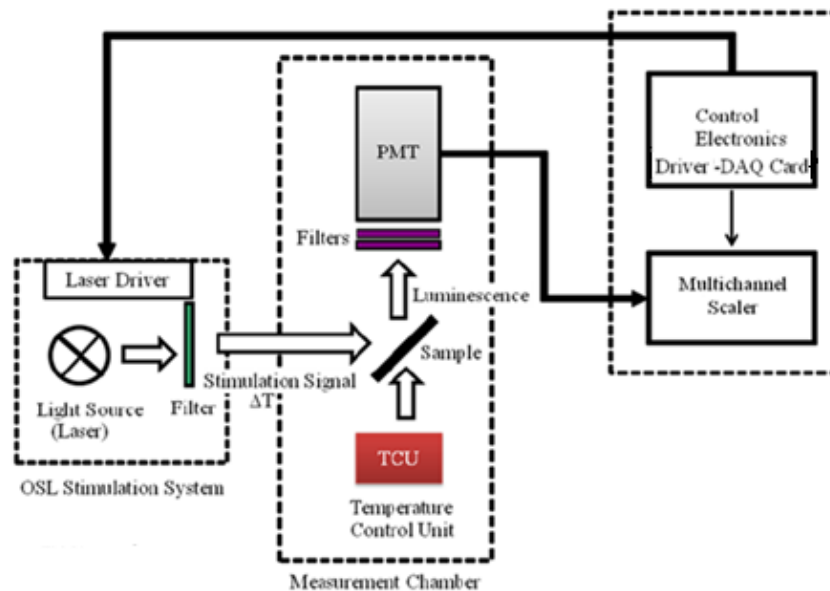 Control
Electronics
Driver -DAQ Card
PMT
Filters
Laser Driver
Luminescence
Multichannel
Scaler
Sample
Stimulation Signal
ΔT
Light Source
(Laser)
Filter
TCU
OSL Stimulation System
Temperature
Control Unit
Measurement Chamber